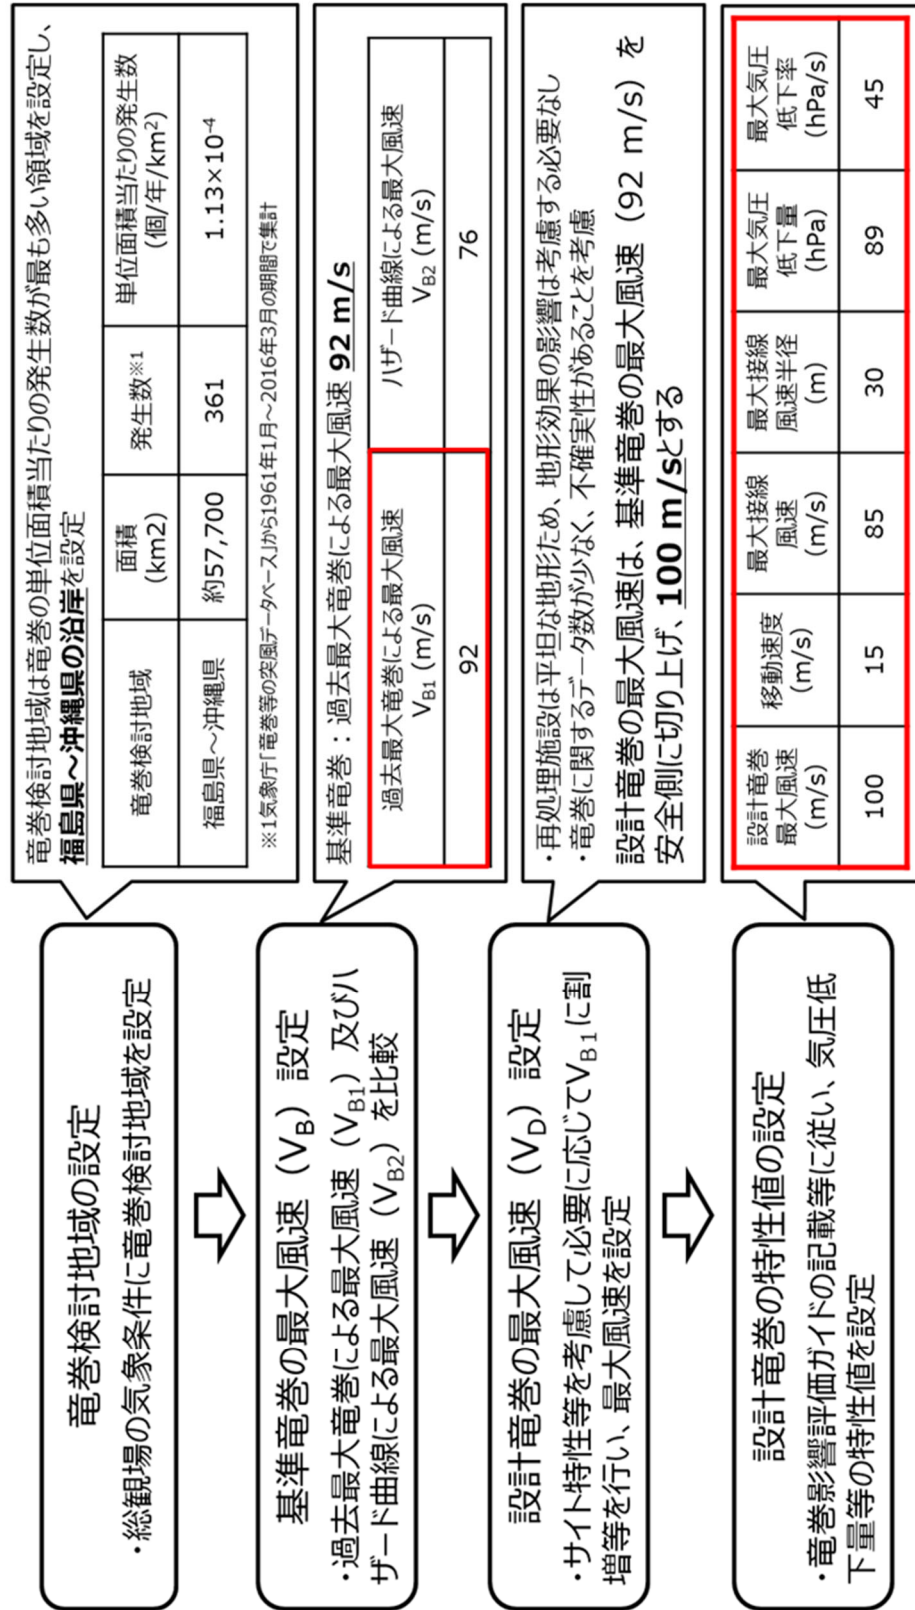 竜巻検討地域の設定
・総観場の気象条件に竜巻検討地域を設定
竜巻検討地域は竜巻の単位面積当たりの発生数が最も多い領域を設定し、
福島県～沖縄県の沿岸を設定
竜巻検討地域
面積
(km2)
発生数※1
単位面積当たりの発生数
(個/年/km²)
福島県～沖縄県
約57,700
361
1.13×10⁻⁴
※1気象庁「竜巻等の突風データベース」から1961年1月～2016年3月の期間で集計
基準竜巻の最大風速（VB）設定
・過去最大竜巻による最大風速（VB1）及びハ
ザード曲線による最大風速（VB2）を比較
基準竜巻：過去最大竜巻による最大風速 92 m/s
過去最大竜巻による最大風速
VB1 (m/s)
ハザード曲線による最大風速
VB2 (m/s)
92
76
設計竜巻の最大風速（VD）設定
・サイト特性等を考慮して必要に応じてVB1に割
増等を行い、最大風速を設定
・再処理施設は平坦な地形ため、地形効果の影響は考慮する必要なし
・竜巻に関するデータ数が少なく、不確実性があることを考慮
設計竜巻の最大風速は、基準竜巻の最大風速（92 m/s）を
安全側に切り上げ、100 m/sとする
設計竜巻の特性値の設定
・竜巻影響評価ガイドの記載等に従い、気圧低
下量等の特性値を設定
設計竜巻
最大風速
(m/s)
移動速度
(m/s)
最大接線
風速
(m/s)
最大接線
風速半径
(m)
最大気圧
低下量
(hPa)
最大気圧
低下率
(hPa/s)
100
15
85
30
89
45